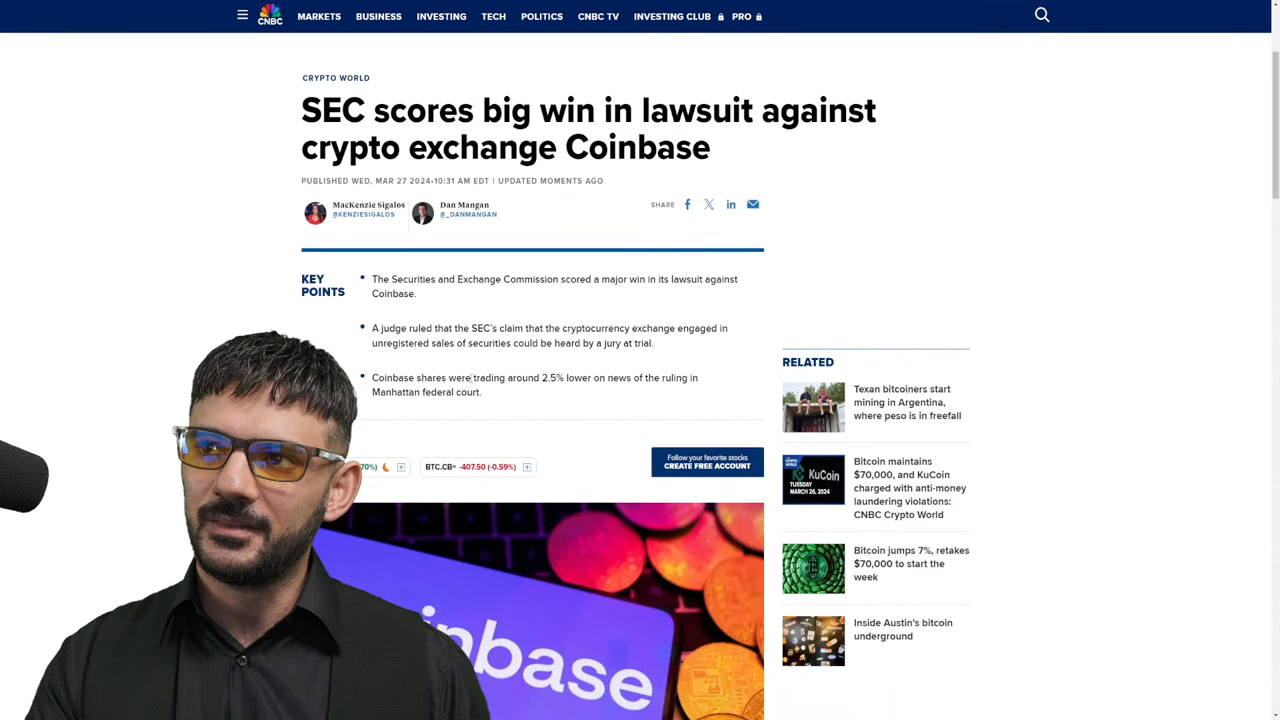 CNBC
MARKETS BUSINESS INVESTING TECH POLITICS CNBC TV INVESTING CLUB PRO
CRYPTO WORLD
SEC scores big win in lawsuit against
crypto exchange Coinbase
PUBLISHED WED, MAR 27 2024•10:31 AM EDT | UPDATED MOMENTS AGO
MacKenzie Sigalos
@KENZIESIGALOS
Dan Mangan
@_DANMANGAN
SHARE
KEY
POINTS
• The Securities and Exchange Commission scored a major win in its lawsuit against
Coinbase.
• A judge ruled that the SEC's claim that the cryptocurrency exchange engaged in
unregistered sales of securities could be heard by a jury at trial.
• Coinbase shares were trading around 2.5% lower on news of the ruling in
Manhattan federal court.
70%)
BTC.CB= -407.50 (-0.59%)
Follow your favorite stocks
CREATE FREE ACCOUNT
inbase
RELATED
Texan bitcoiners start
mining in Argentina,
where peso is in freefall
KuCoin
TUESDAY
MARCH 26, 2024
Bitcoin maintains
$70,000, and KuCoin
charged with anti-money
laundering violations:
CNBC Crypto World
Bitcoin jumps 7%, retakes
$70,000 to start the
week
Inside Austin's bitcoin
underground